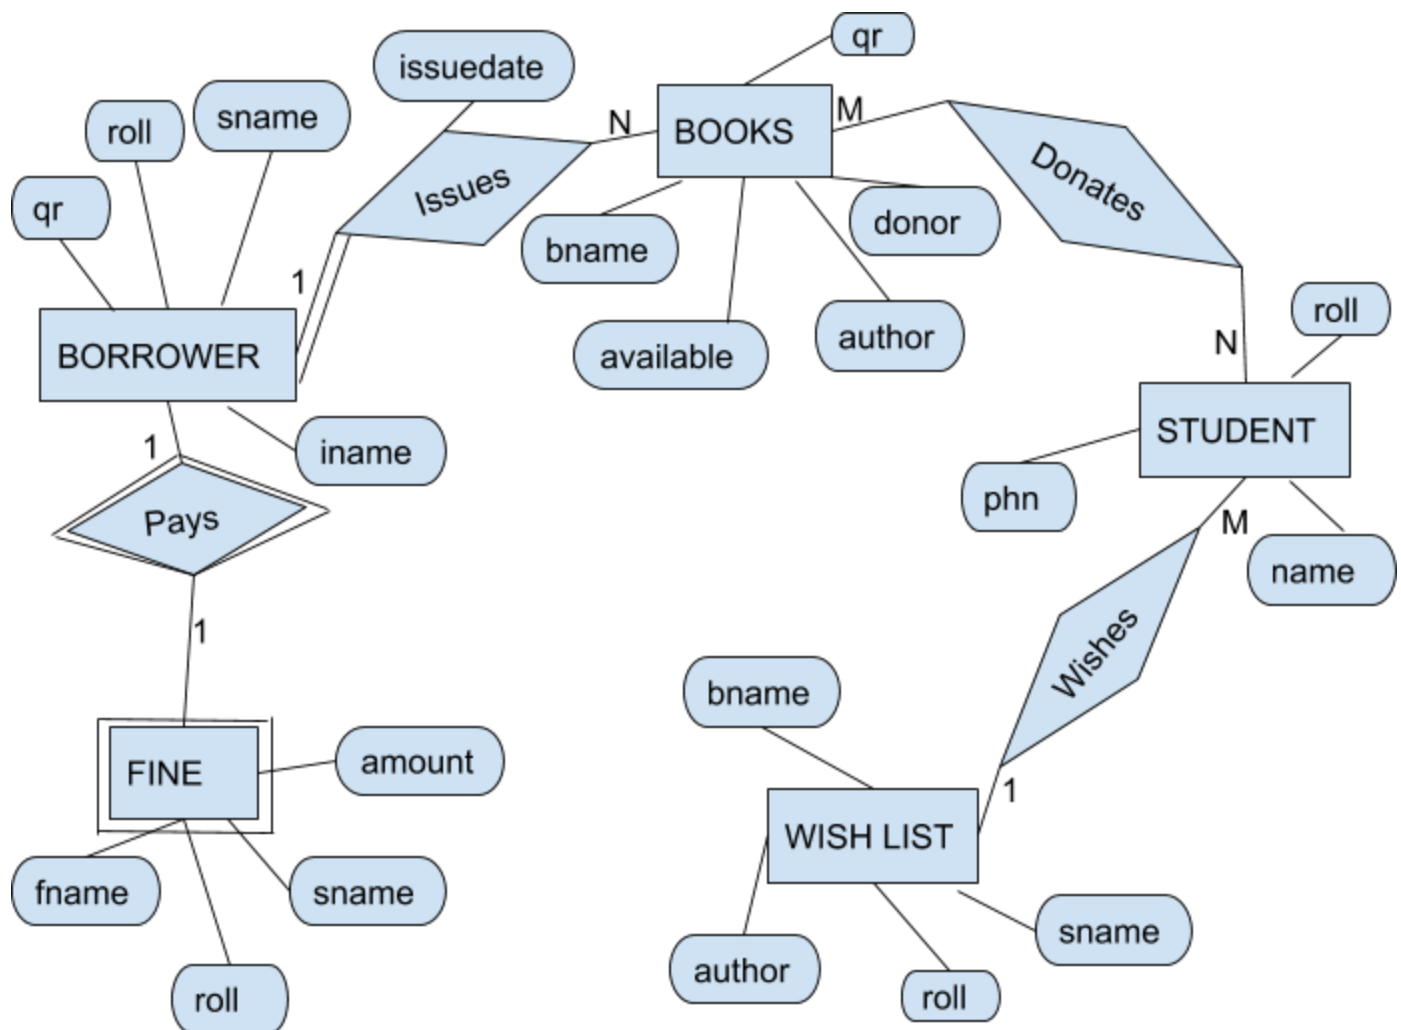 qr
issuedate
BOOKS
N
M
roll
sname
Issues
Donates
qr
bname
donor
1
available
author
roll
BORROWER
N
STUDENT
1
iname
phn
Pays
M
name
1
Wishes
bname
FINE
amount
1
WISH LIST
fname
sname
sname
author
roll
roll